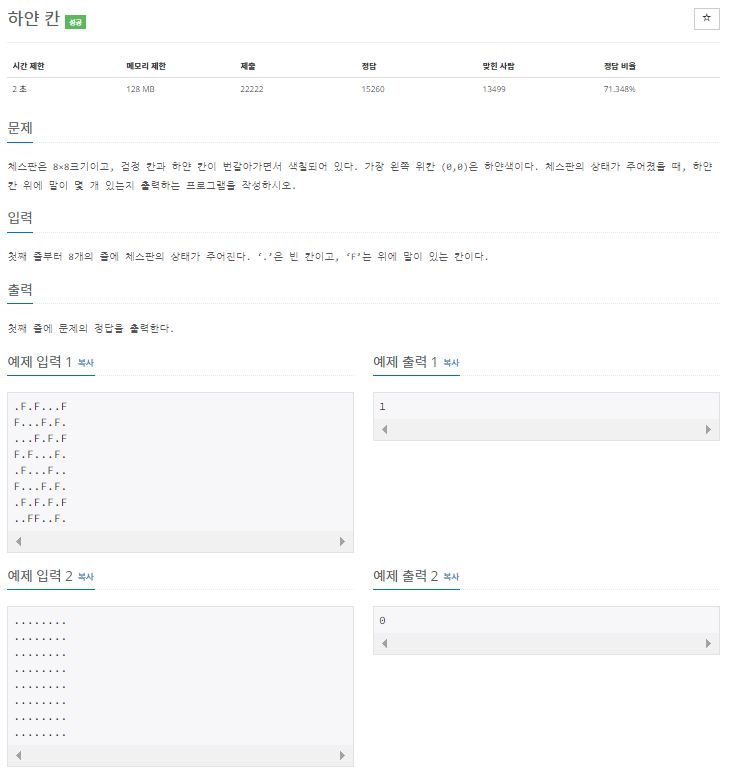 하얀 칸 성공
☆
시간 제한 메모리 제한 제출 정답 맞힌 사람 정답 비율
2 초 128 MB 22222 15260 13499 71.348%
문제
체스판은 8×8크기이고, 검정 칸과 하얀 칸이 번갈아가면서 색칠되어 있다. 가장 왼쪽 위칸 (0,0)은 하얀색이다. 체스판의 상태가 주어졌을 때, 하얀
칸 위에 말이 몇 개 있는지 출력하는 프로그램을 작성하시오.
입력
첫째 줄부터 8개의 줄에 체스판의 상태가 주어진다. ‘.’은 빈 칸이고, ‘F’는 위에 말이 있는 칸이다.
출력
첫째 줄에 문제의 정답을 출력한다.
예제 입력 1 복사
.F.F...F
F...F.F.
...F.F.F
F.F...F.
.F...F..
F...F.F.
.F.F.F.F
..FF..F.
예제 출력 1 복사
1
예제 입력 2 복사
........
........
........
........
........
........
........
........
예제 출력 2 복사
0